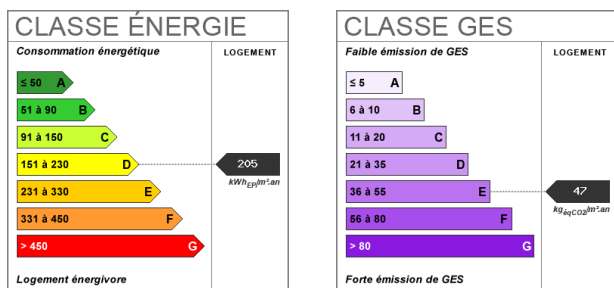 CLASSE ÉNERGIE
Consommation énergétique
LOGEMENT
≤ 50 A
51 à 90 B
91 à 150 C
151 à 230 D
205
kWhEP/m².an
231 à 330 E
331 à 450 F
> 450 G
Logement énergivore
CLASSE GES
Faible émission de GES
LOGEMENT
≤ 5 A
6 à 10 B
11 à 20 C
21 à 35 D
36 à 55 E
47
kgéqCO2/m².an
56 à 80 F
> 80 G
Forte émission de GES